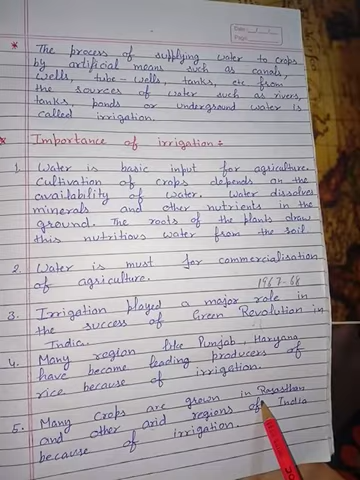 Date
Page
* The process of supplying water to crops
by artificial means such as canals,
wells, tube-wells, tanks, etc from
the sources of water such as rivers,
tanks, ponds or underground water is
called irrigation.
* Importance of irrigation:
1. Water is basic input for agriculture.
Cultivation of crops depends on the
availability of water. Water dissolves
minerals and other nutrients in the
ground. The roots of the plants draw
this nutritious water from the soil
2. Water is must for commercialisation
of agriculture.
1967-68
3. Irrigation played a major role in
the success of Green Revolution in
India.
4. Many region like Punjab, Haryana
have become leading producers of
rice because of irrigation.
5. Many Crops are grown in Rajasthan
and other arid regions of India
because of irrigation.